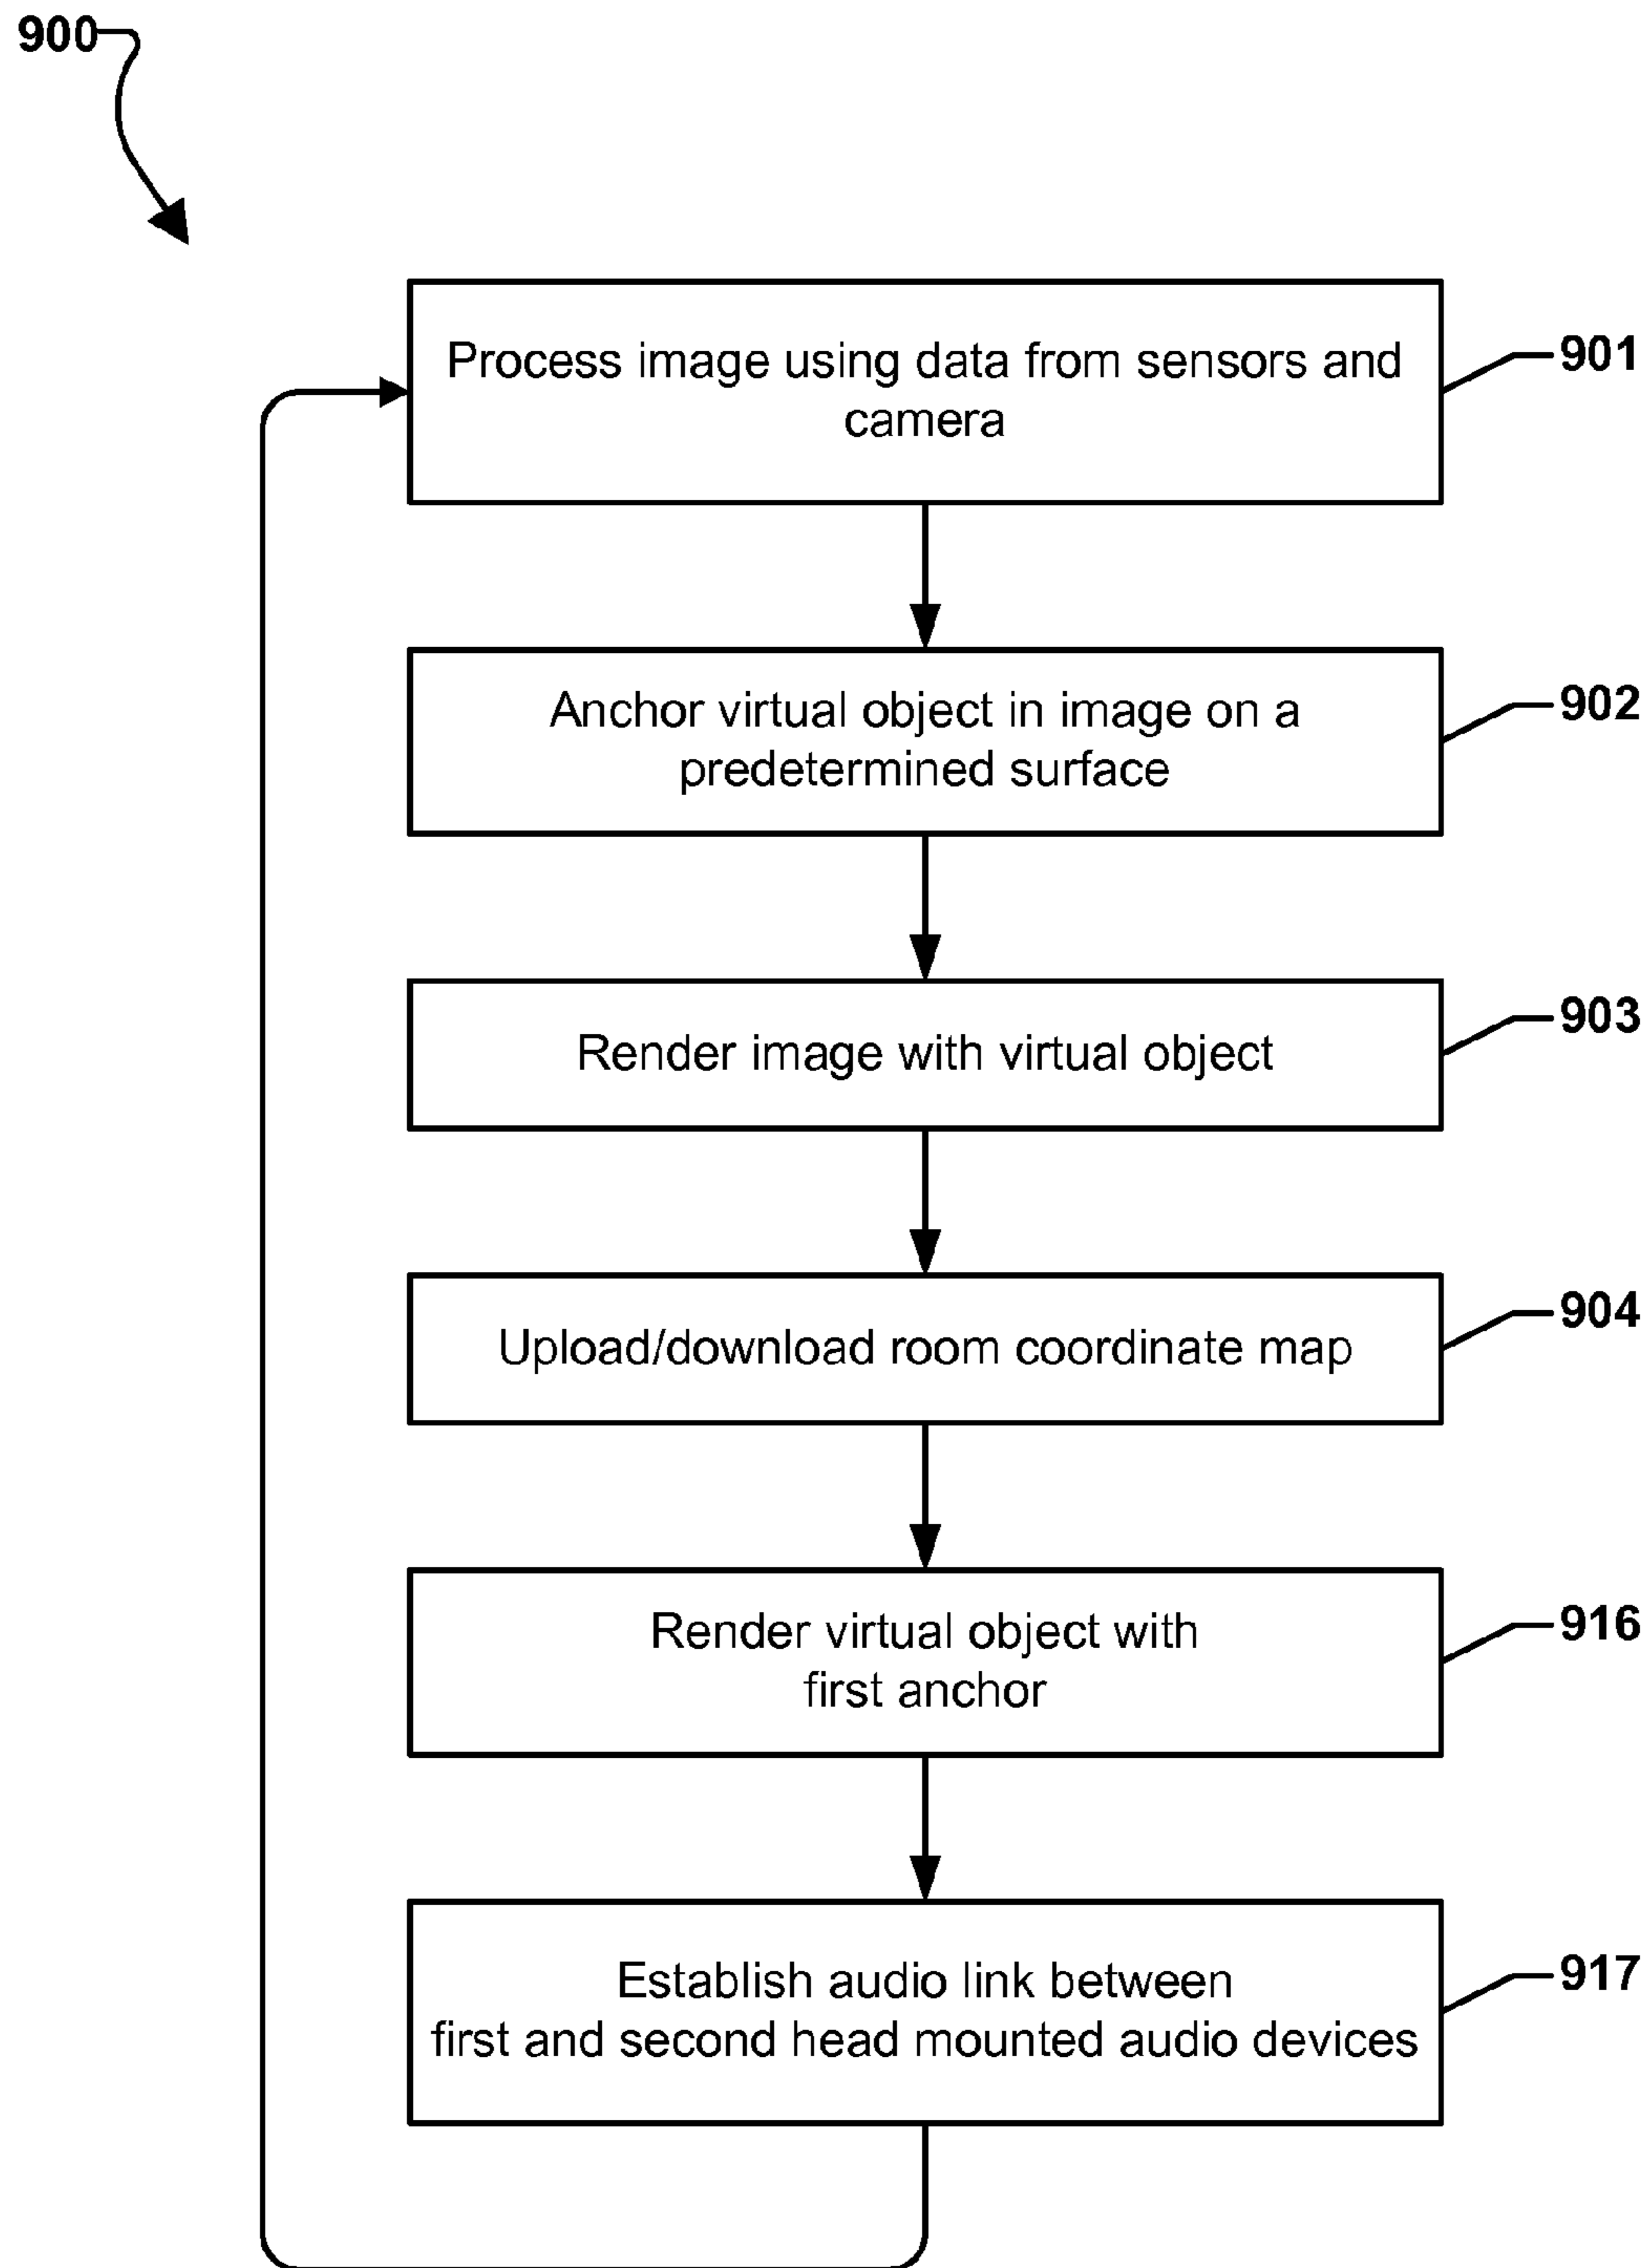 900
Process image using data from sensors and
camera
901
Anchor virtual object in image on a
predetermined surface
902
Render image with virtual object
903
Upload/download room coordinate map
904
Render virtual object with
first anchor
916
Establish audio link between
first and second head mounted audio devices
917